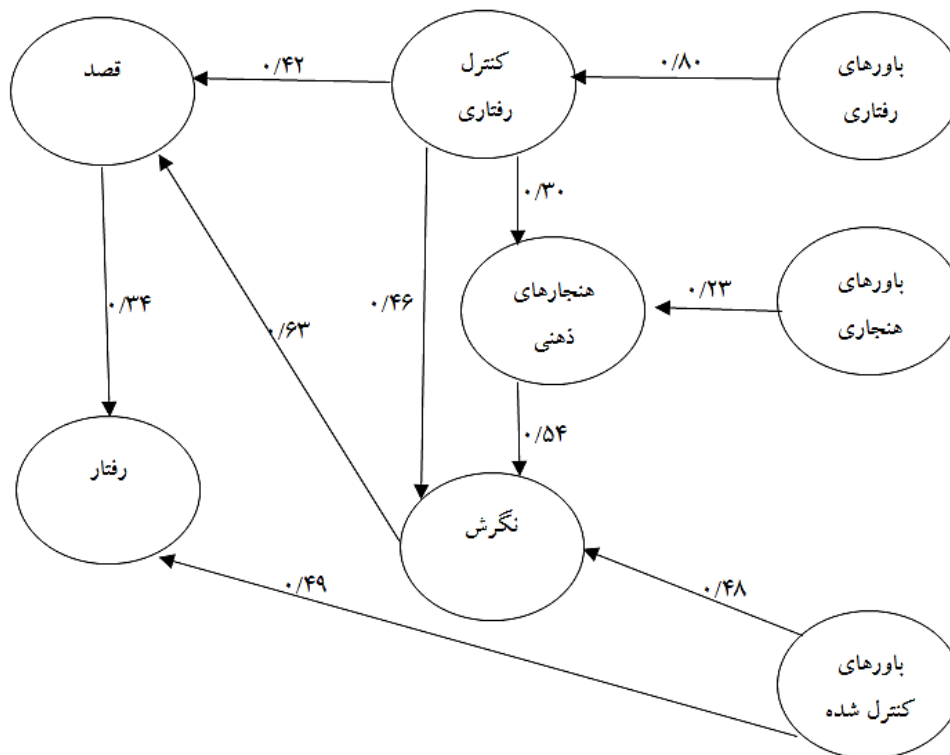 باورهای
رفتاری
۰/۸۰
کنترل
رفتاری
۰/۴۲
قصد
۰/۳۰
باورهای
هنجاری
۰/۲۳
هنجارهای
ذهنی
۰/۴۶
۰/۶۳
۰/۳۴
۰/۵۴
نگرش
رفتار
۰/۴۸
۰/۴۹
باورهای
کنترل شده